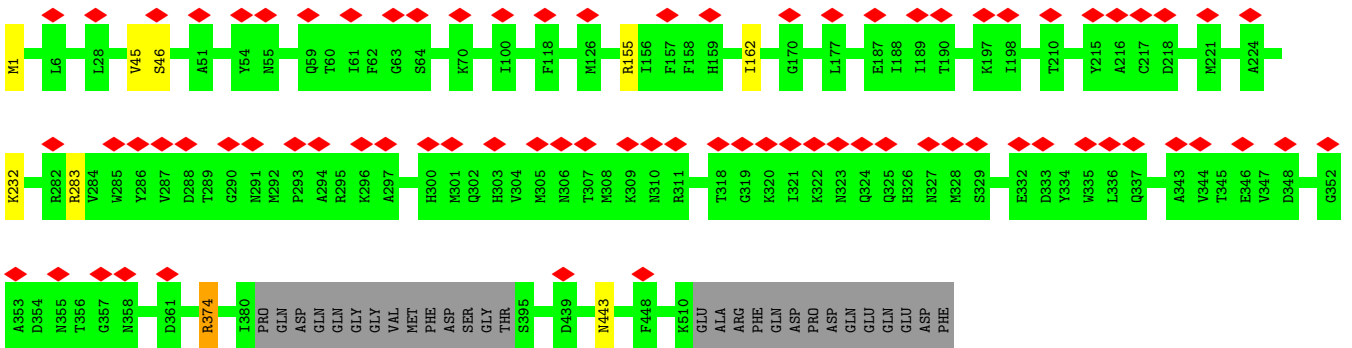 M1 L6 L28 V45 S46 A51 Y54 N55 Q59 T60 I61 F62 G63 S64 K70 I100 F118 M126 R155 I156 F157 F158 H159 I162 G170 L177 E187 I188 I189 T190 K197 I198 T210 Y215 A216 C217 D218 M221 A224
K232 R282 R283 V284 W285 Y286 V287 D288 T289 G290 N291 M292 P293 A294 R295 K296 A297 H300 M301 Q302 H303 V304 M305 N306 T307 M308 K309 N310 R311 T318 G319 K320 I321 K322 N323 Q324 Q325 H326 N327 M328 S329 E332 D333 Y334 W335 L336 Q337 A343 V344 T345 E346 V347 D348 G352
A353 D354 N355 T356 G357 N358 D361 R374 I380 PRO GLN ASP GLN GLN GLY GLY VAL MET PHE ASP SER GLY THR S395 D439 N443 F448 K510 GLU ALA ARG PHE GLN ASP PRO ASP GLN GLU GLN GLU ASP PHE